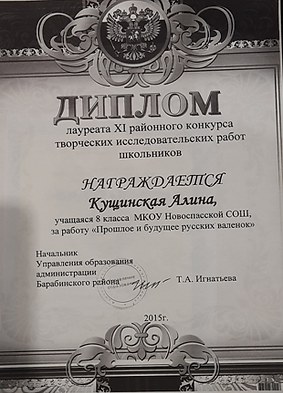 ДИПЛОМ
лауреата XI районного конкурса
творческих исследовательских работ
школьников
НАГРАЖДАЕТСЯ
Кущинская Алина,
учащаяся 8 класса МКОУ Новоспасской СОШ,
за работу «Прошлое и будущее русских валенок»
Начальник
Управления образования
администрации
Барабинского района
Т.А. Игнатьева
2015г.